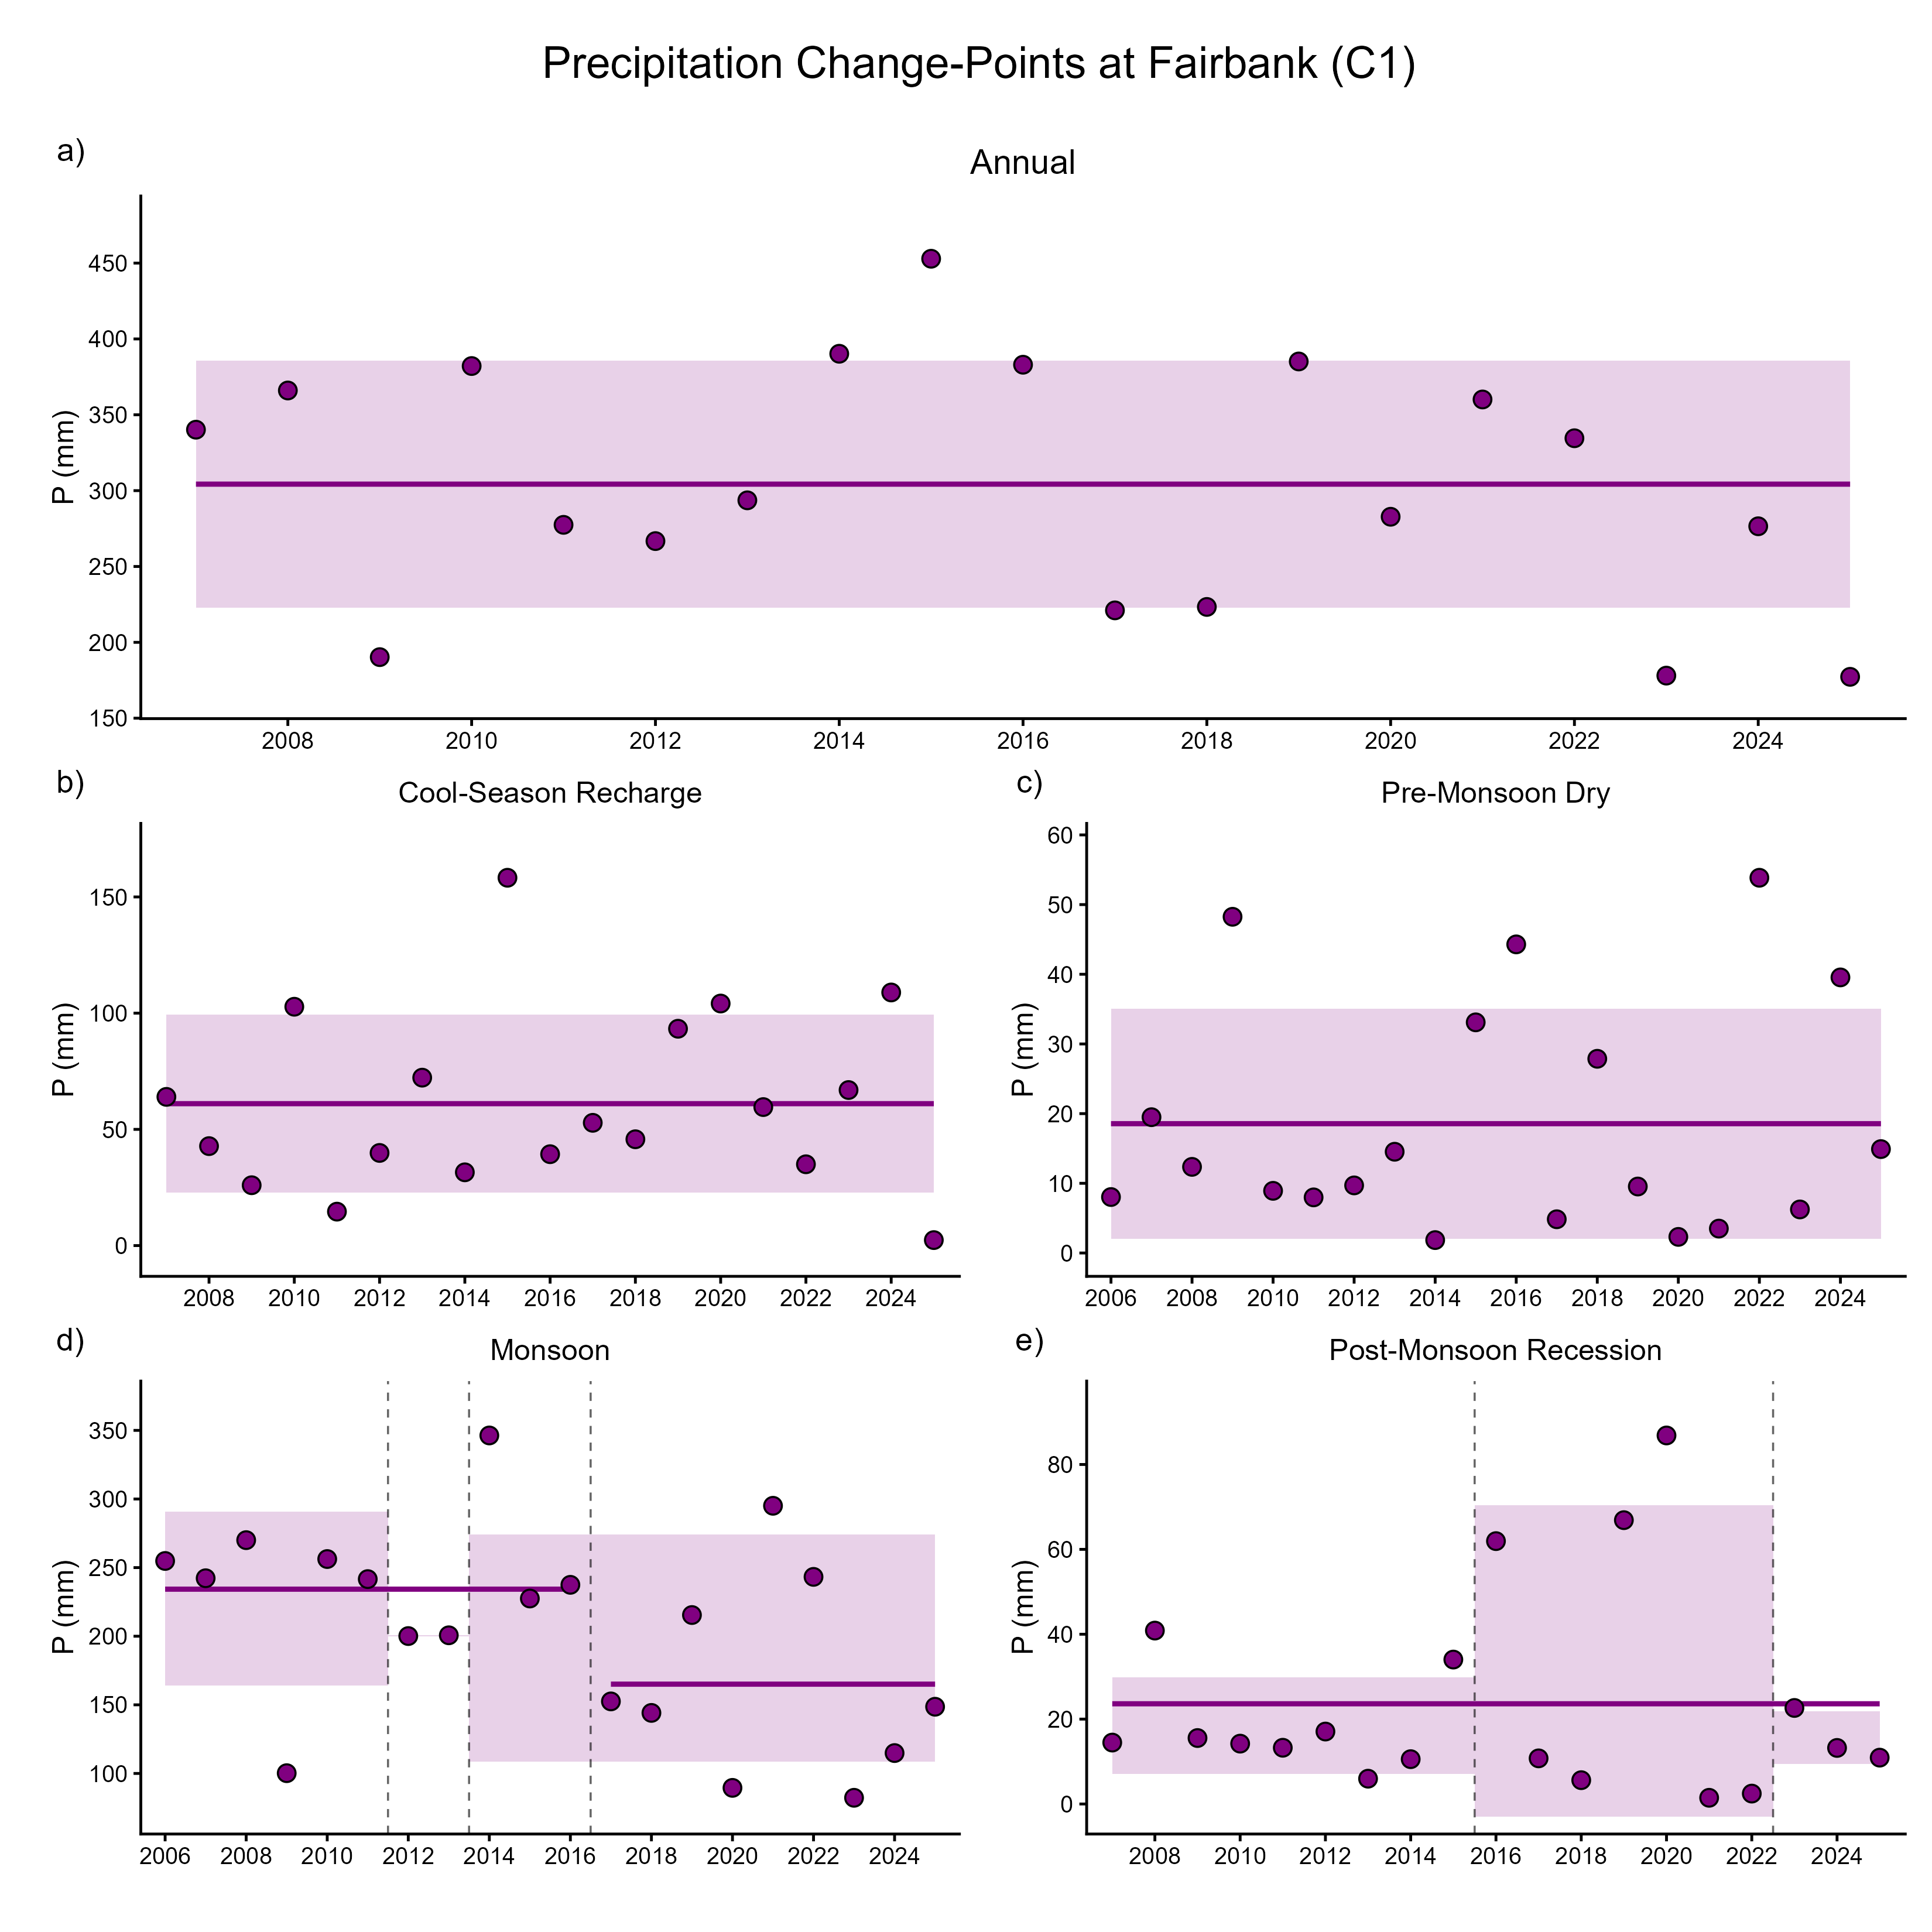 Precipitation Change-Points at Fairbank (C1)
a)
Annual
P (mm)
450
400
350
300
250
200
150
2008 2010 2012 2014 2016 2018 2020 2022 2024
b)
Cool-Season Recharge
P (mm)
150
100
50
0
2008 2010 2012 2014 2016 2018 2020 2022 2024
c)
Pre-Monsoon Dry
P (mm)
60
50
40
30
20
10
0
2006 2008 2010 2012 2014 2016 2018 2020 2022 2024
d)
Monsoon
P (mm)
350
300
250
200
150
100
2006 2008 2010 2012 2014 2016 2018 2020 2022 2024
e)
Post-Monsoon Recession
P (mm)
80
60
40
20
0
2008 2010 2012 2014 2016 2018 2020 2022 2024